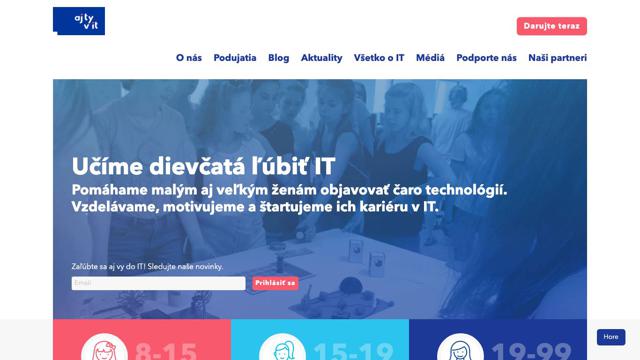 aj ty
v it
Darujte teraz
O nás Podujatia Blog Aktuality Všetko o IT Médiá Podporte nás Naši partneri
Učíme dievčatá ľúbiť IT
Pomáhame malým aj veľkým ženám objavovať čaro technológií.
Vzdelávame, motivujeme a štartujeme ich kariéru v IT.
Zaľúbte sa aj vy do IT! Sledujte naše novinky.
Email
Prihlásiť sa
8-15 15-19 19-99
Hore